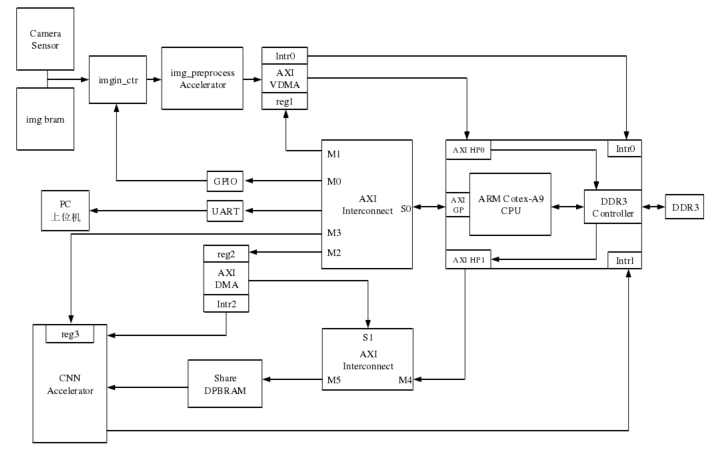 Camera
Sensor
img bram
imgin_ctr
img_preprocess
Accelerator
Intr0
AXI
VDMA
reg1
M1
M0
M3
M2
AXI
Interconnect
S0
GPIO
UART
PC
上位机
AXI HP0
Intr0
AXI
GP
ARM Cotex-A9
CPU
DDR3
Controller
DDR3
AXI HP1
Intr1
reg2
AXI
DMA
Intr2
reg3
CNN
Accelerator
Share
DPBRAM
S1
AXI
Interconnect
M5
M4